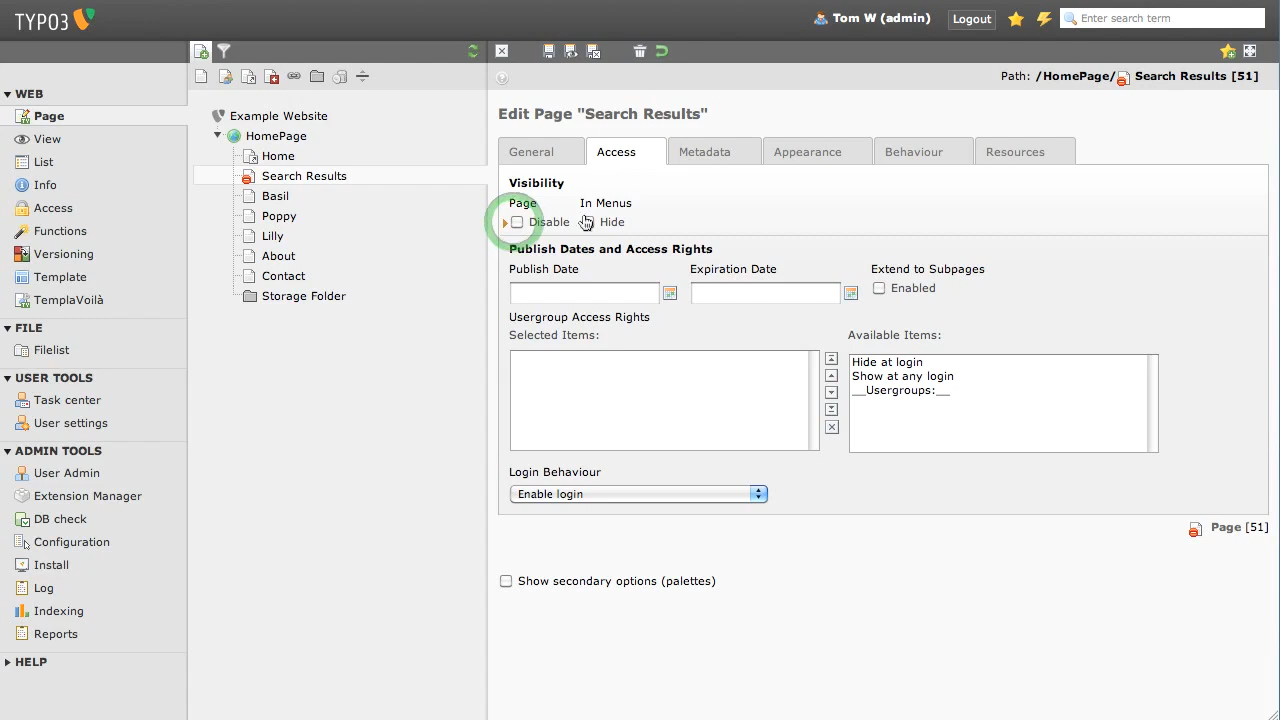 TYPO3
Tom W (admin)
Logout
Enter search term
Path: /HomePage/ Search Results [51]
WEB
Page
View
List
Info
Access
Functions
Versioning
Template
TemplaVoilà
FILE
Filelist
USER TOOLS
Task center
User settings
ADMIN TOOLS
User Admin
Extension Manager
DB check
Configuration
Install
Log
Indexing
Reports
HELP
Example Website
HomePage
Home
Search Results
Basil
Poppy
Lilly
About
Contact
Storage Folder
Edit Page "Search Results"
General
Access
Metadata
Appearance
Behaviour
Resources
Visibility
Page In Menus
Disable Hide
Publish Dates and Access Rights
Publish Date Expiration Date Extend to Subpages
Enabled
Usergroup Access Rights
Selected Items: Available Items:
Hide at login
Show at any login
__Usergroups:__
Login Behaviour
Enable login
Page [51]
Show secondary options (palettes)